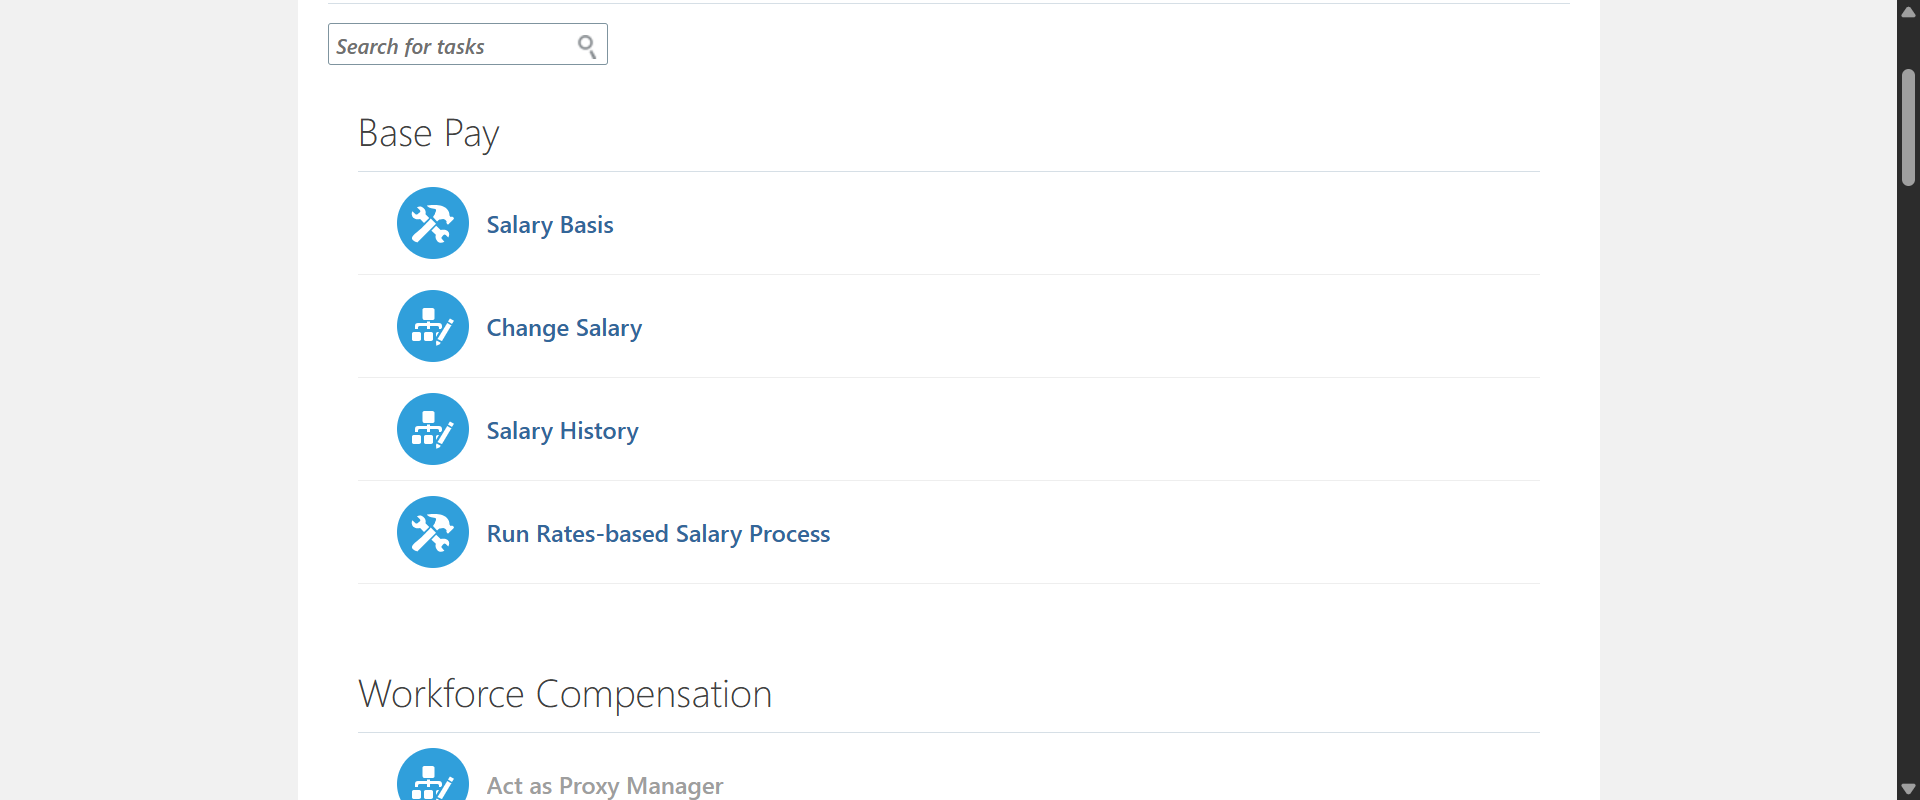 Search for tasks
Base Pay
Salary Basis
Change Salary
Salary History
Run Rates-based Salary Process
Workforce Compensation
Act as Proxy Manager